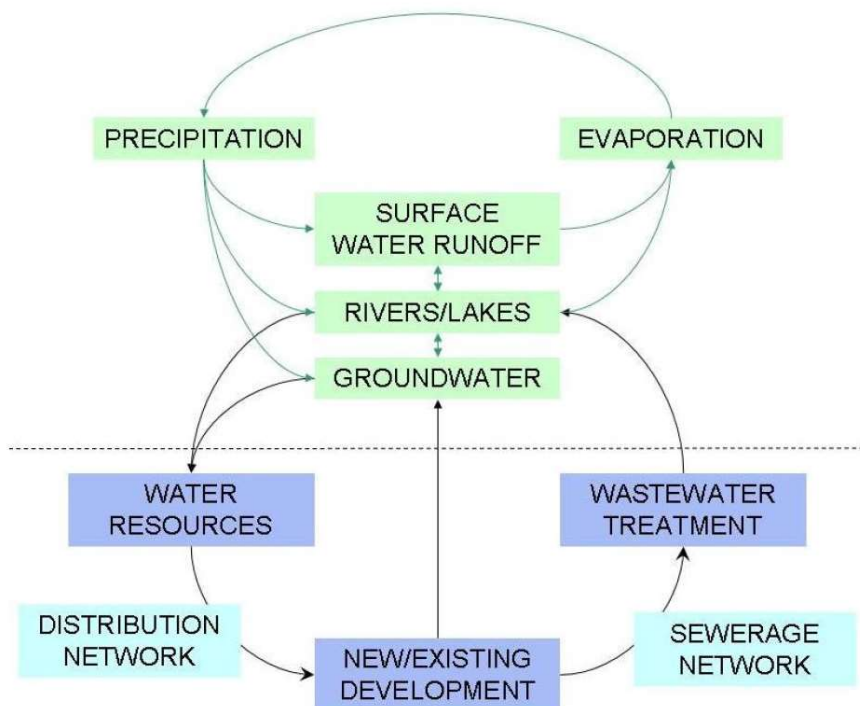 PRECIPITATION
EVAPORATION
SURFACE
WATER RUNOFF
RIVERS/LAKES
GROUNDWATER
WATER
RESOURCES
WASTEWATER
TREATMENT
DISTRIBUTION
NETWORK
NEW/EXISTING
DEVELOPMENT
SEWERAGE
NETWORK